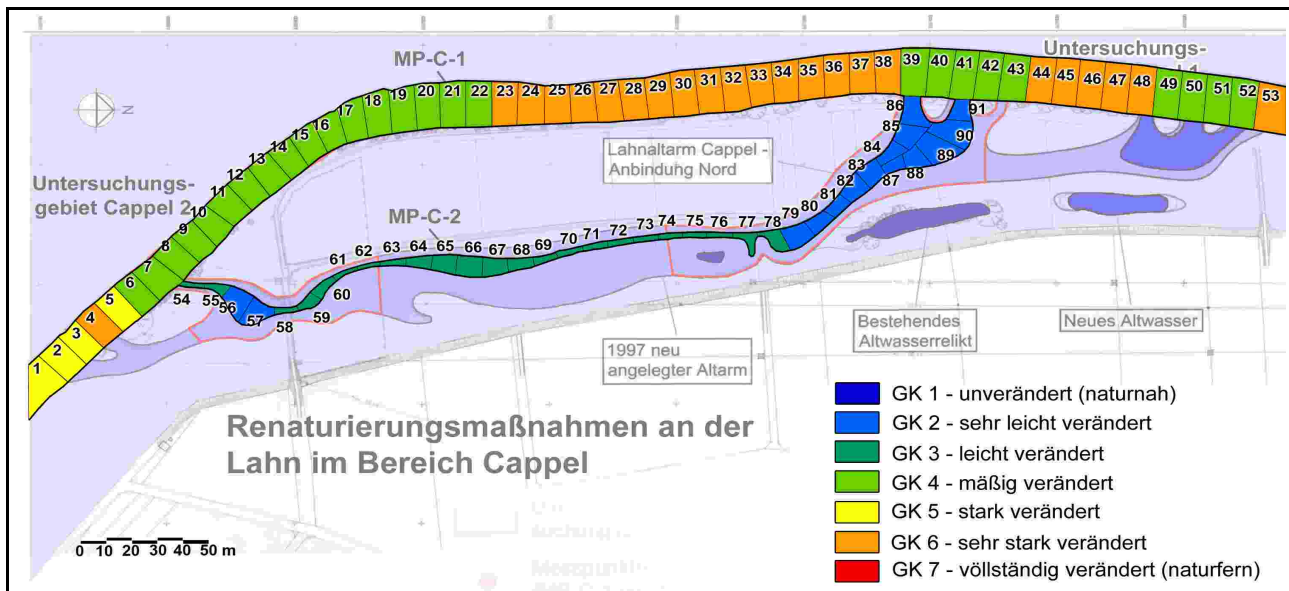 MP-C-1
Untersuchungs-
N
Untersuchungs-
gebiet Cappel 2
Lahnaltarm Cappel -
Anbindung Nord
MP-C-2
1 2 3 4 5 6 7 8 9 10 11 12 13 14 15 16 17 18 19 20 21 22 23 24 25 26 27 28 29 30 31 32 33 34 35 36 37 38 39 40 41 42 43 44 45 46 47 48 49 50 51 52 53
54 55 56 57 58 59 60 61 62 63 64 65 66 67 68 69 70 71 72 73 74 75 76 77 78 79 80 81 82 83 84 85 86 87 88 89 90 91
Bestehendes
Altwasserrelikt
Neues Altwasser
1997 neu
angelegter Altarm
Renaturierungsmaßnahmen an der
Lahn im Bereich Cappel
0 10 20 30 40 50 m
GK 1 - unverändert (naturnah)
GK 2 - sehr leicht verändert
GK 3 - leicht verändert
GK 4 - mäßig verändert
GK 5 - stark verändert
GK 6 - sehr stark verändert
GK 7 - völlständig verändert (naturfern)